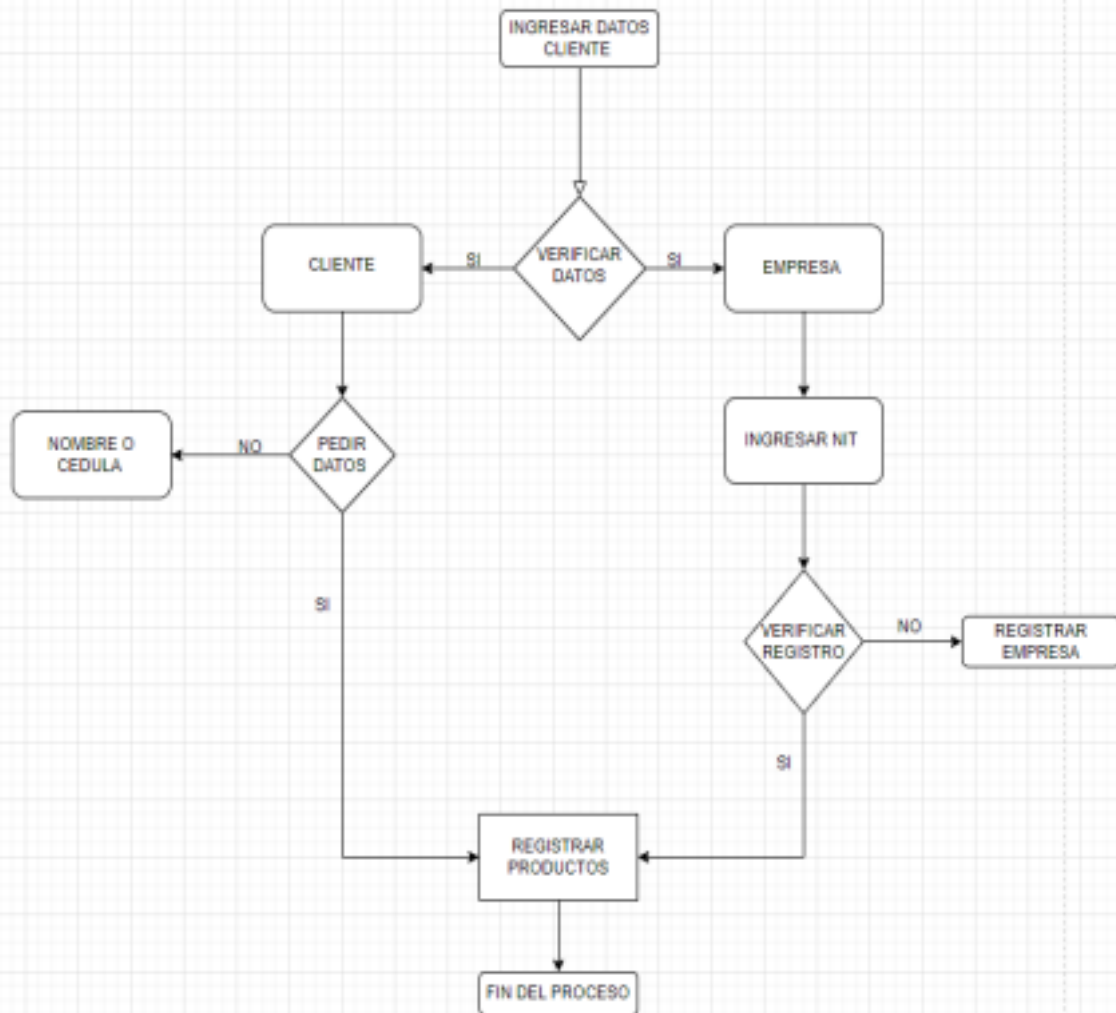 INGRESAR DATOS
CLIENTE
CLIENTE
SI
VERIFICAR
DATOS
SI
EMPRESA
NOMBRE O
CEDULA
NO
PEDIR
DATOS
INGRESAR NIT
SI
VERIFICAR
REGISTRO
NO
REGISTRAR
EMPRESA
SI
REGISTRAR
PRODUCTOS
FIN DEL PROCESO